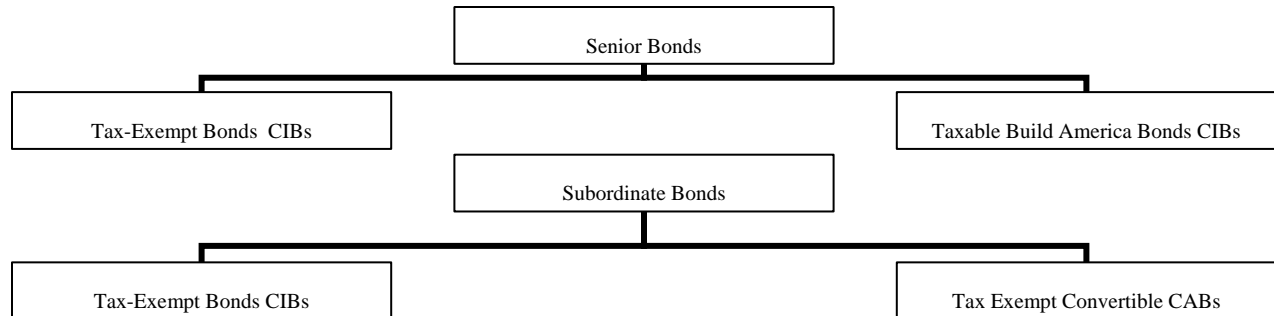 Senior Bonds
Tax-Exempt Bonds CIBs
Taxable Build America Bonds CIBs
Subordinate Bonds
Tax-Exempt Bonds CIBs
Tax Exempt Convertible CABs